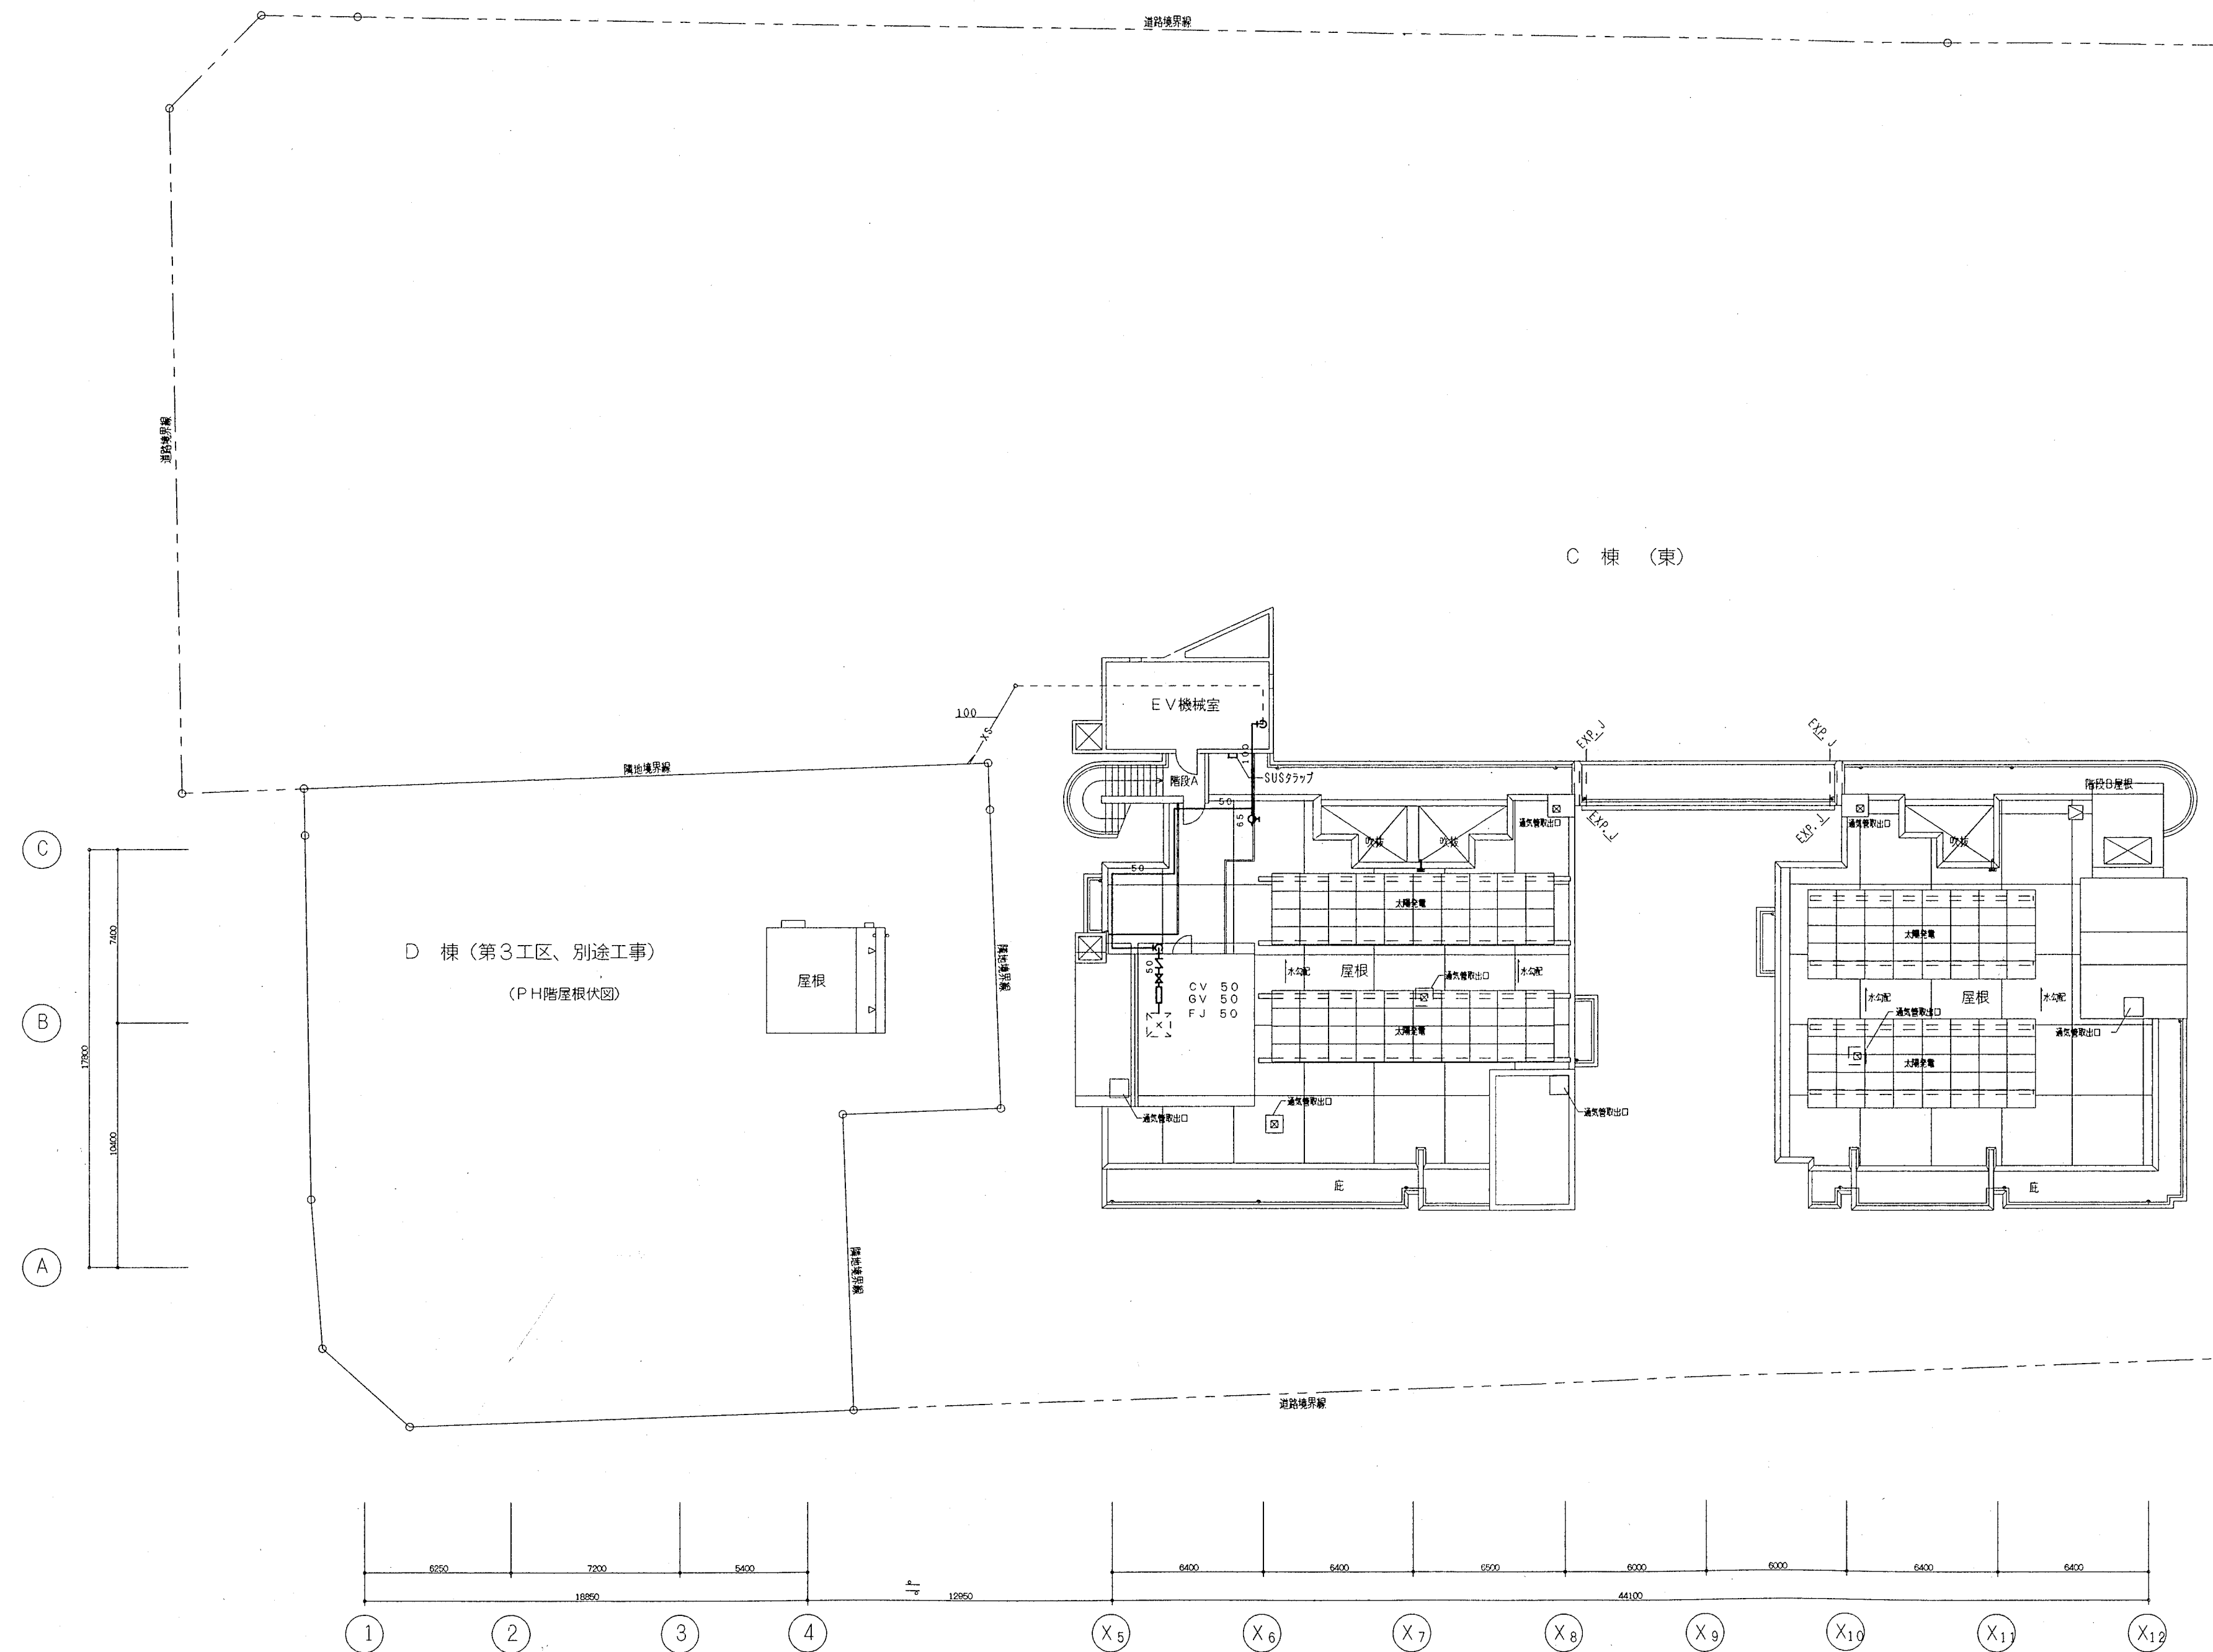 道路境界線
道路境界線
C 棟 (東)
EV機械室
100
XS
EXP. J
EXP. J
隣地境界線
100
SUSタラップ
階段A
階段B屋根
50
65
通気管取出口
EXP. J
EXP. J
通気管取出口
吹抜
吹抜
吹抜
C
50
太陽発電
7400
D 棟 (第3工区、別途工事)
(PH階屋根伏図)
屋根
隣地境界線
50
太陽発電
水勾配
屋根
通気管取出口
水勾配
CV 50
GV 50
FJ 50
水勾配
屋根
水勾配
通気管取出口
B
太陽発電
通気管取出口
太陽発電
17800
通気管取出口
通気管取出口
通気管取出口
10400
庇
庇
A
隣地境界線
道路境界線
6250
7200
5400
6400
6400
6500
6000
6000
6400
6400
18850
12950
44100
1
2
3
4
X5
X6
X7
X8
X9
X10
X11
X12